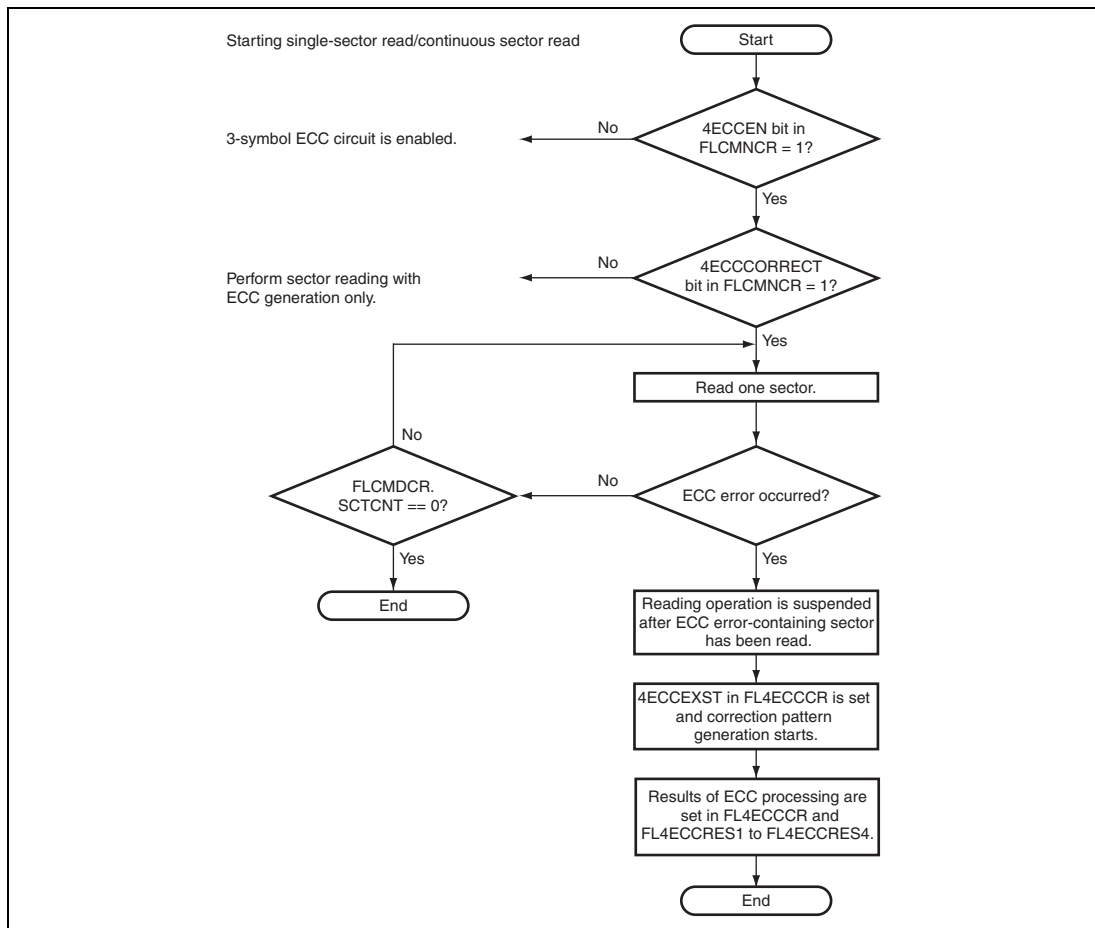 Starting single-sector read/continuous sector read
Start
3-symbol ECC circuit is enabled.
No
4ECCEN bit in
FLCMNCR = 1?
Yes
Perform sector reading with
ECC generation only.
No
4ECCCORRECT
bit in FLCMNCR = 1?
Yes
Read one sector.
No
FLCMDCR.
SCTCNT == 0?
No
ECC error occurred?
Yes
Yes
End
Reading operation is suspended
after ECC error-containing sector
has been read.
4ECCEXST in FL4ECCCR is set
and correction pattern
generation starts.
Results of ECC processing are
set in FL4ECCCR and
FL4ECCRES1 to FL4ECCRES4.
End